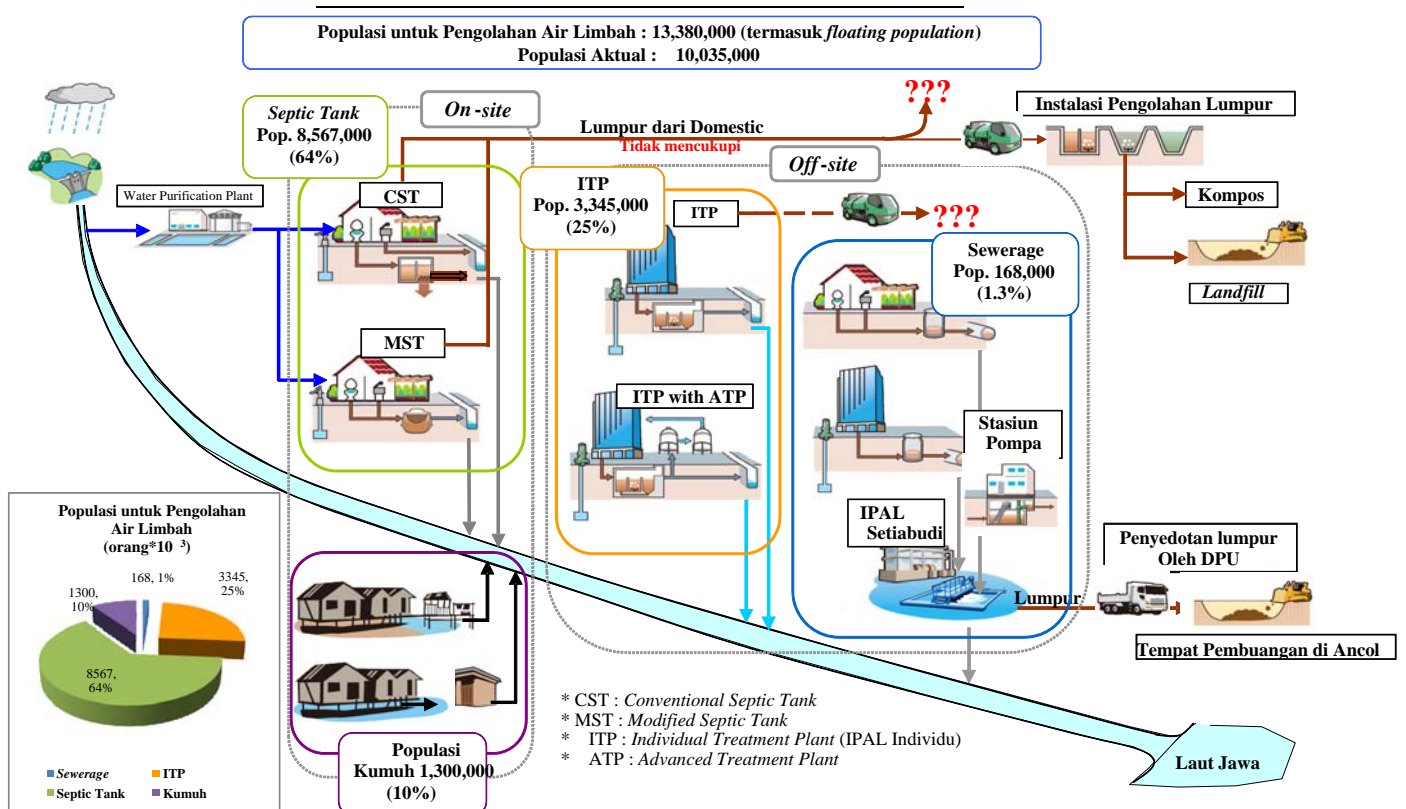 Populasi untuk Pengolahan Air Limbah : 13,380,000 (termasuk floating population)
Populasi Aktual : 10,035,000
Septic Tank
Pop. 8,567,000
(64%)
On-site
Lumpur dari Domestic
Tidak mencukupi
???
Instalasi Pengolahan Lumpur
Kompos
Landfill
Water Purification Plant
CST
MST
Off-site
ITP
Pop. 3,345,000
(25%)
ITP
???
ITP with ATP
Sewerage
Pop. 168,000
(1.3%)
Stasiun
Pompa
IPAL
Setiabudi
Lumpur
Penyedotan lumpur
Oleh DPU
Tempat Pembuangan di Ancol
Populasi untuk Pengolahan
Air Limbah
(orang*10 3)
168, 1%
3345,
25%
1300,
10%
8567,
64%
Sewerage
ITP
Septic Tank
Kumuh
Populasi
Kumuh 1,300,000
(10%)
* CST : Conventional Septic Tank
* MST : Modified Septic Tank
* ITP : Individual Treatment Plant (IPAL Individu)
* ATP : Advanced Treatment Plant
Laut Jawa